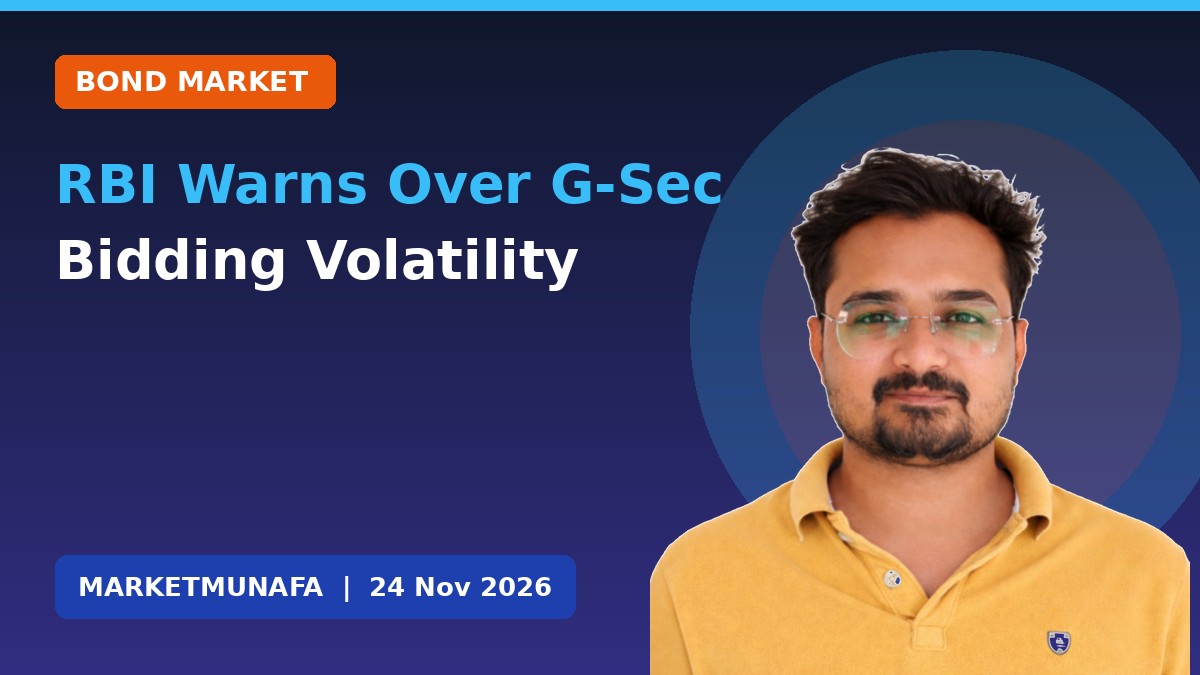 BOND MARKET
RBI Warns Over G-Sec
Bidding Volatility
MARKETMUNAFA | 24 Nov 2026